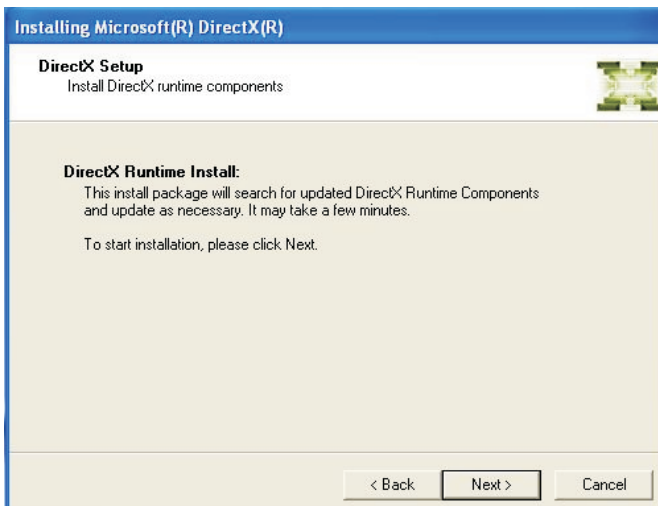 Installing Microsoft(R) DirectX(R)
DirectX Setup
Install DirectX runtime components
DirectX Runtime Install:
This install package will search for updated DirectX Runtime Components
and update as necessary. It may take a few minutes.
To start installation, please click Next.
< Back Next > Cancel